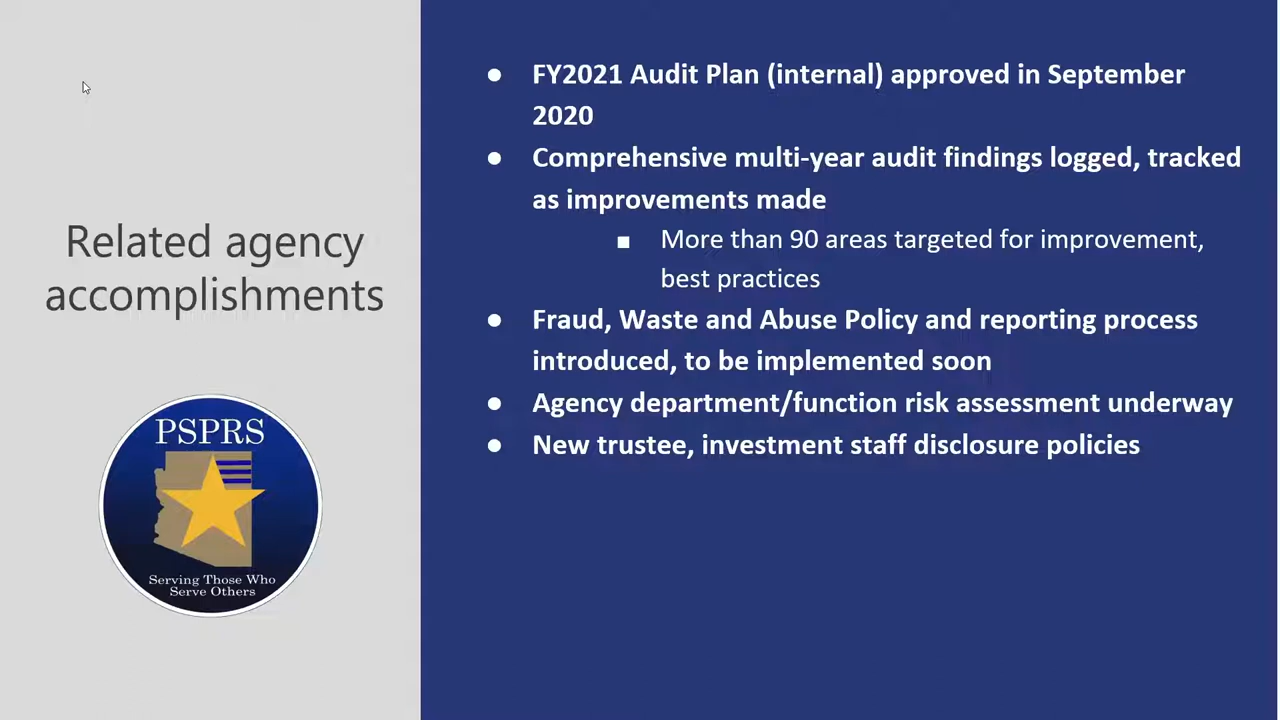 Related agency
accomplishments
PSPRS
Serving Those Who
Serve Others
● FY2021 Audit Plan (internal) approved in September
2020
● Comprehensive multi-year audit findings logged, tracked
as improvements made
■ More than 90 areas targeted for improvement,
best practices
● Fraud, Waste and Abuse Policy and reporting process
introduced, to be implemented soon
● Agency department/function risk assessment underway
● New trustee, investment staff disclosure policies